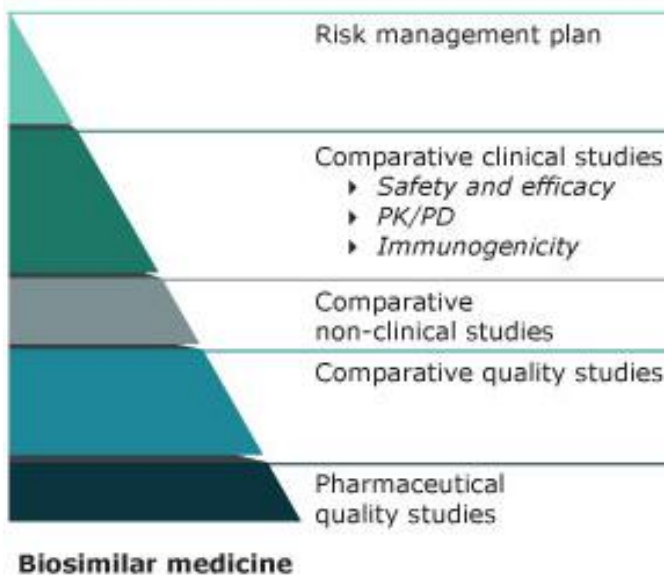 Risk management plan
Comparative clinical studies
Safety and efficacy
PK/PD
Immunogenicity
Comparative
non-clinical studies
Comparative quality studies
Pharmaceutical
quality studies
Biosimilar medicine